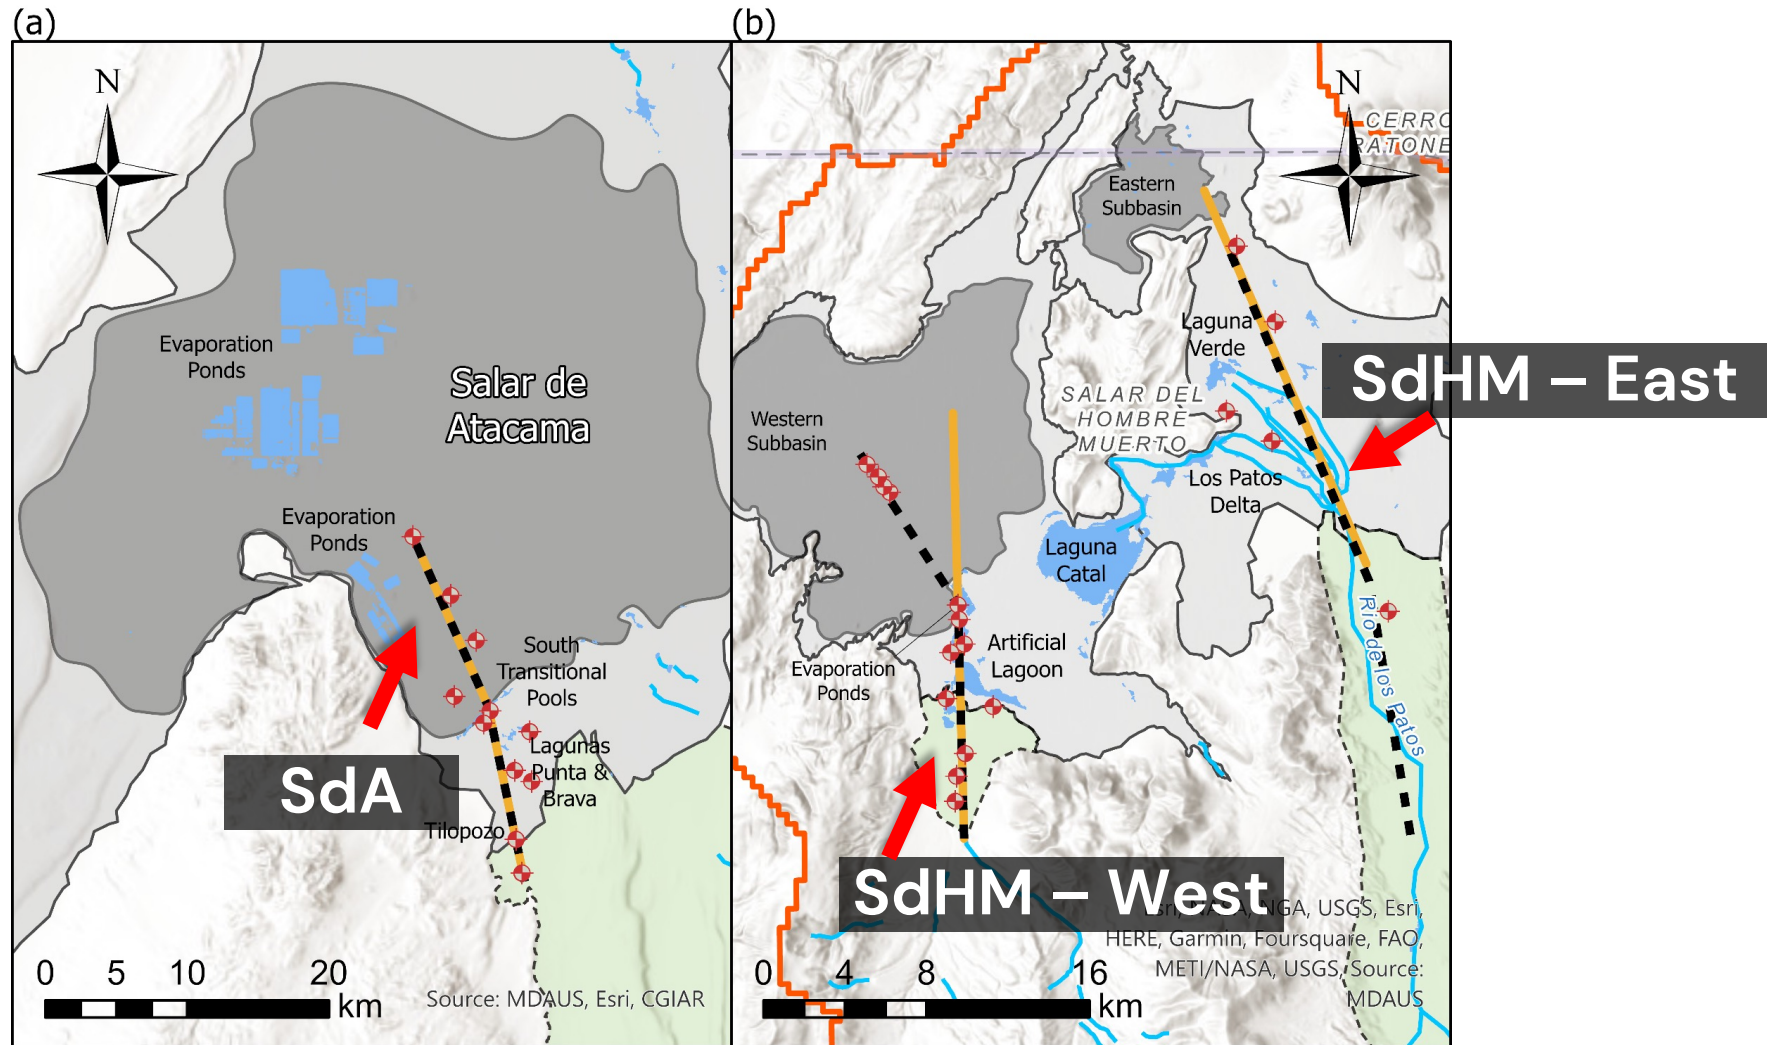 (a)
N
Evaporation
Ponds
Salar de
Atacama
Evaporation
Ponds
South
Transitional
Pools
Lagunas
Punta &
Brava
SdA
Tilopozo
0 5 10 20
km
Source: MDAUS, Esri, CGIAR
(b)
N
CERRO
RATONE
Eastern
Subbasin
Laguna
Verde
SdHM – East
SALAR DEL
HOMBRE
MUERTO
Western
Subbasin
Los Patos
Delta
Laguna
Catal
Rio de los Patos
Artificial
Lagoon
Evaporation
Ponds
SdHM – West
Esri, NASA, NGA, USGS, Esri,
HERE, Garmin, Foursquare, FAO,
METI/NASA, USGS, Source:
MDAUS
0 4 8 16
km